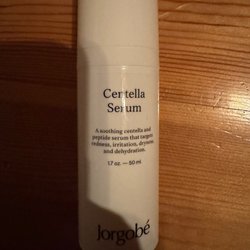 Centella
Serum
A soothing centella and
peptide serum that targets
redness, irritation, dryness
and dehydration.
1.7 oz. — 50 ml
Jorgobé